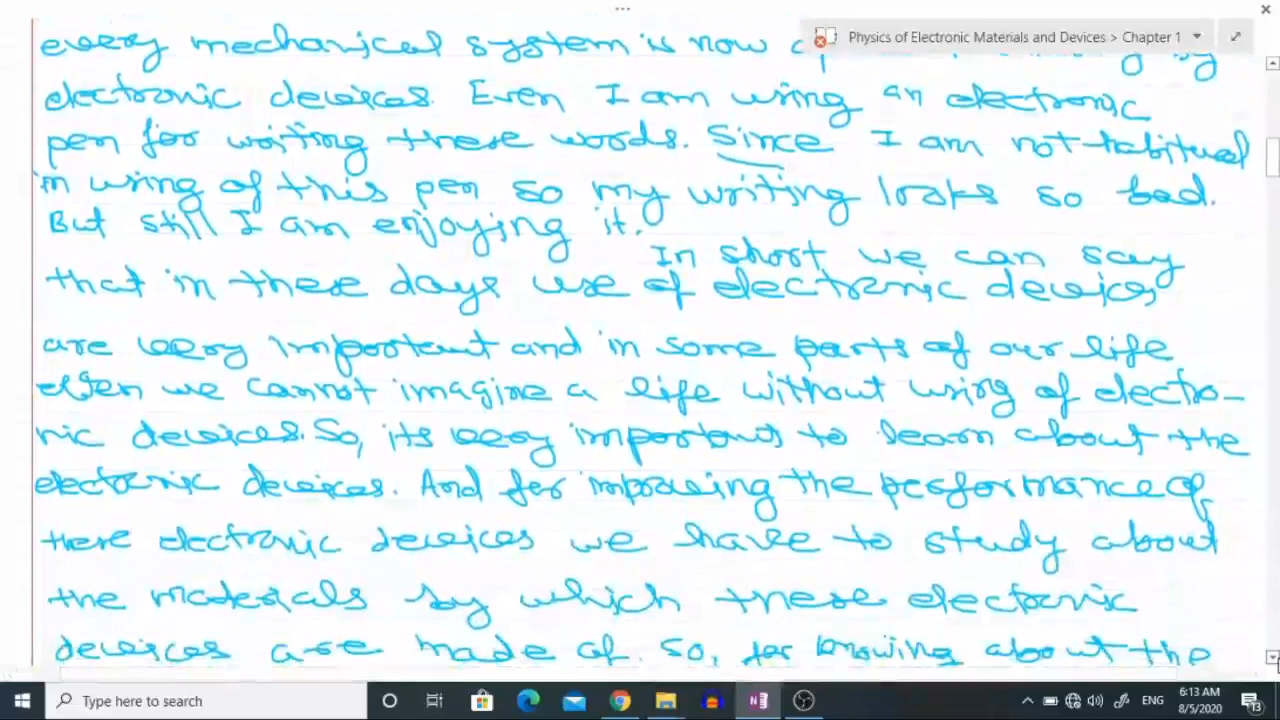 every mechanical system is now
Physics of Electronic Materials and Devices > Chapter 1
electronic devices. Even I am using an electronic
pen for writing these words. Since I am not habitual
in using of this pen so my writing looks so bad.
But still I am enjoying it.
In short we can say
that in these days use of electronic devices
are very important and in some parts of our life
often we cannot imagine a life without using of electro-
nic devices. So, its very important to learn about the
electronic devices. And for improving the performance of
these electronic devices we have to study about
the materials by which these electronic
devices are made of. so, for knowing about the
Type here to search
ENG
6:13 AM
8/5/2020
13